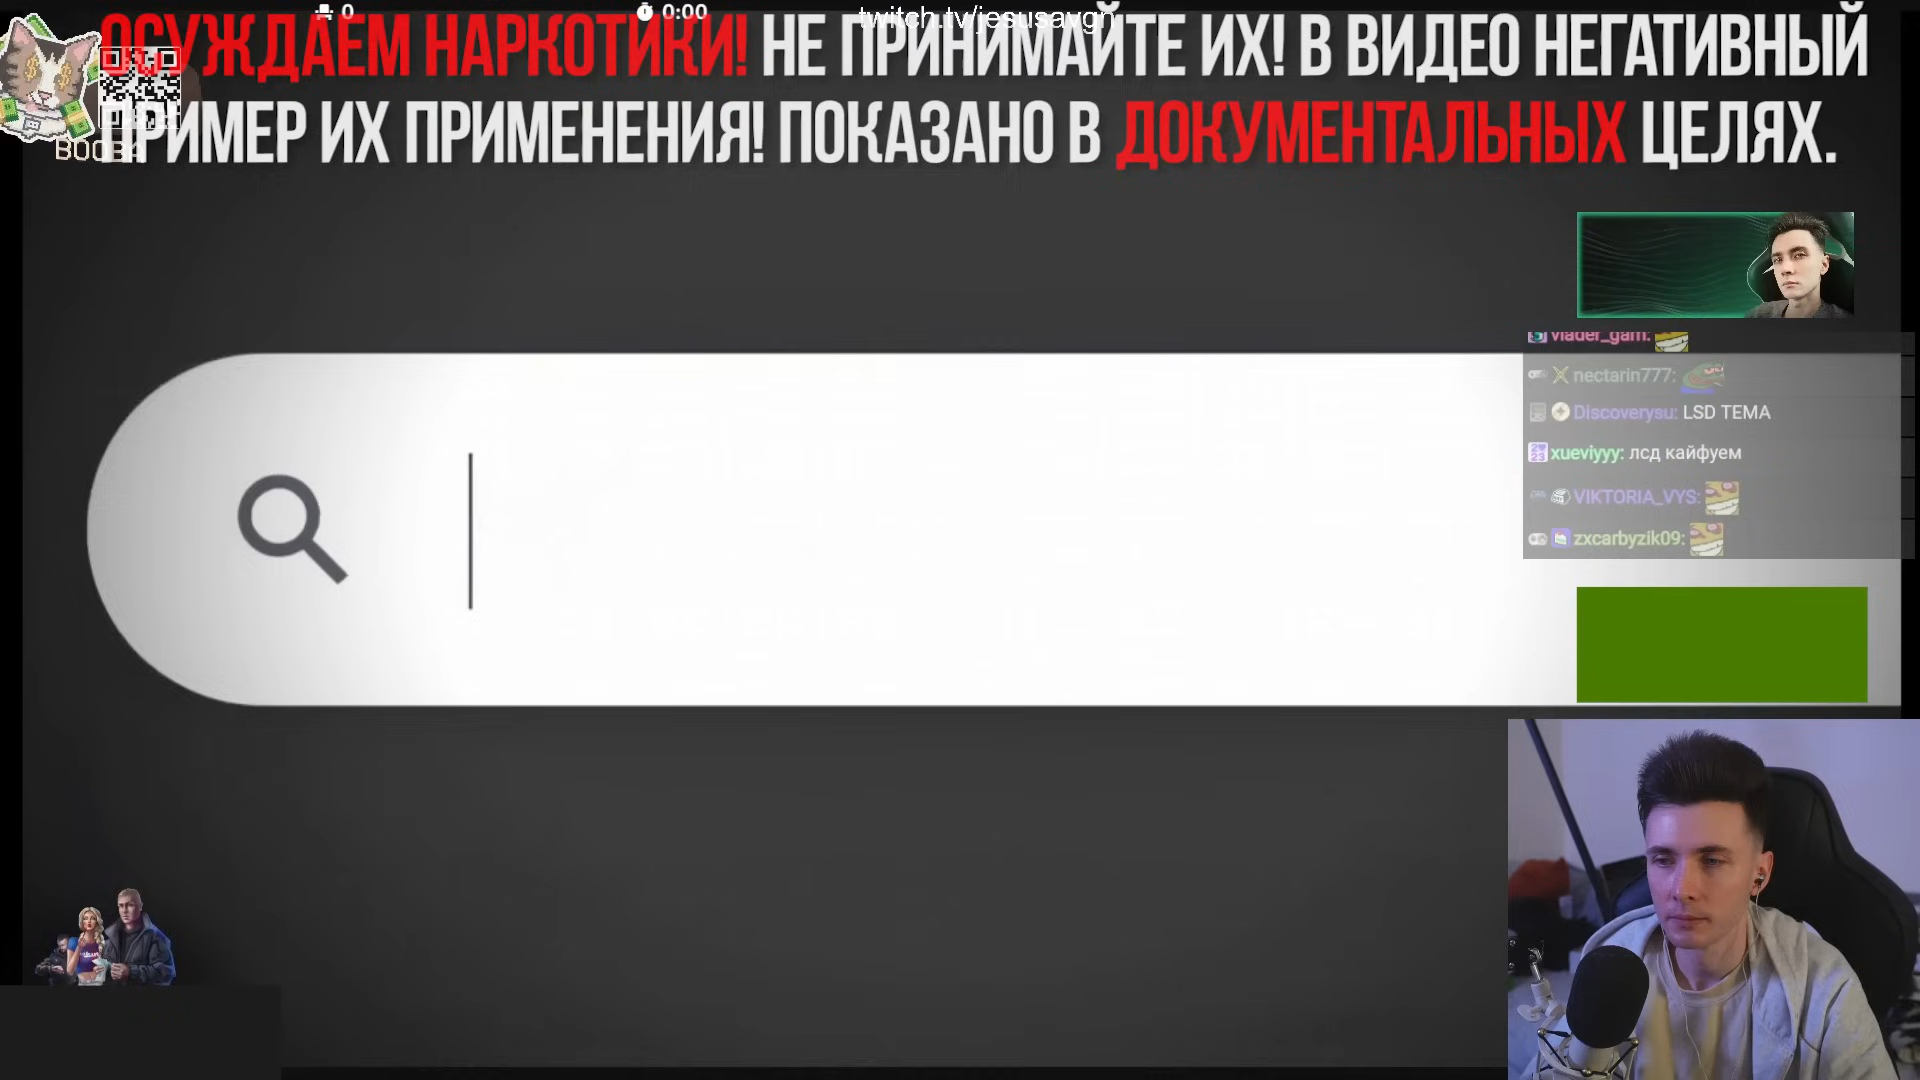 0
0:00
twitch.tv/jesusavgn
ОСУЖДАЕМ НАРКОТИКИ! НЕ ПРИНИМАЙТЕ ИХ! В ВИДЕО НЕГАТИВНЫЙ
ПРИМЕР ИХ ПРИМЕНЕНИЯ! ПОКАЗАНО В ДОКУМЕНТАЛЬНЫХ ЦЕЛЯХ.
vlader_gam:
nectarin777:
Discoverysu: LSD TEMA
xueviyyy: лсд кайфуем
VIKTORIA_VYS:
zxcarbyzik09: